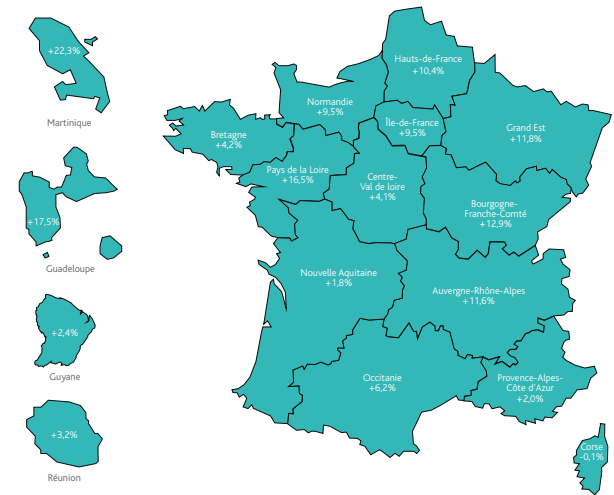 +22,3%
Martinique
+17,5%
Guadeloupe
+2,4%
Guyane
+3,2%
Réunion
Hauts-de-France
+10,4%
Normandie
+9,5%
Île-de-France
+9,5%
Grand Est
+11,8%
Bretagne
+4,2%
Pays de la Loire
+16,5%
Centre-
Val de loire
+4,1%
Bourgogne-
Franche-Comté
+12,9%
Nouvelle Aquitaine
+1,8%
Auvergne-Rhône-Alpes
+11,6%
Occitanie
+6,2%
Provence-Alpes-
Côte d'Azur
+2,0%
Corse
-0,1%